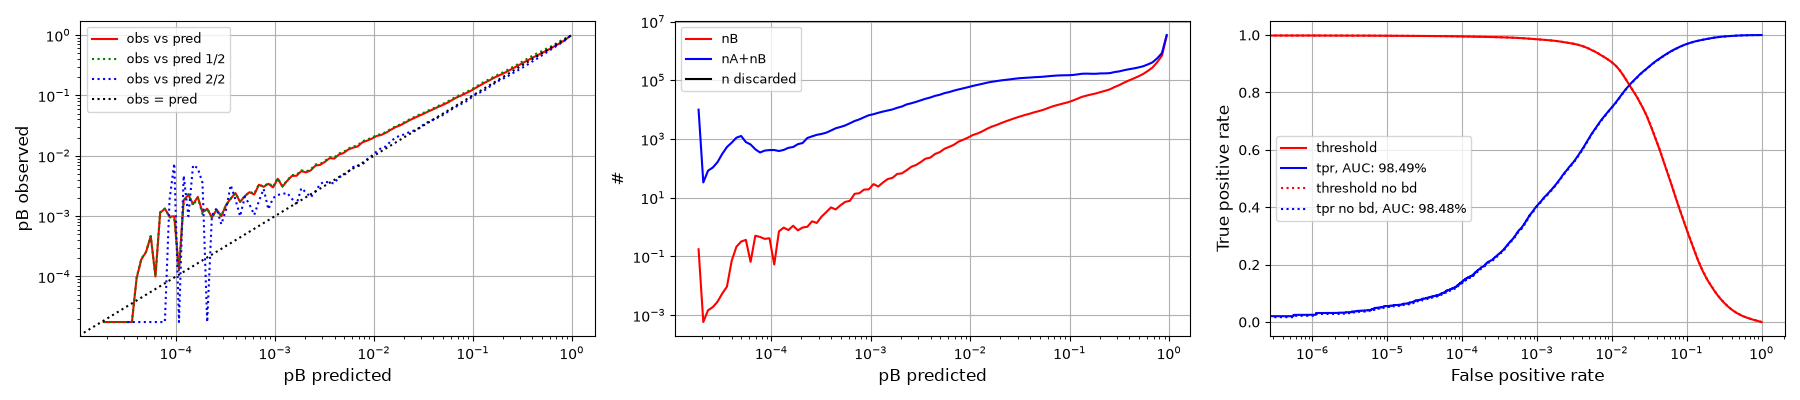 10⁰
10⁻¹
10⁻²
10⁻³
10⁻⁴
pB observed
obs vs pred
obs vs pred 1/2
obs vs pred 2/2
obs = pred
10⁻⁴
10⁻³
10⁻²
10⁻¹
10⁰
pB predicted
10⁷
10⁵
10³
10¹
10⁻¹
10⁻³
#
nB
nA+nB
n discarded
10⁻⁴
10⁻³
10⁻²
10⁻¹
10⁰
pB predicted
1.0
0.8
0.6
0.4
0.2
0.0
True positive rate
threshold
tpr, AUC: 98.49%
threshold no bd
tpr no bd, AUC: 98.48%
10⁻⁶
10⁻⁵
10⁻⁴
10⁻³
10⁻²
10⁻¹
10⁰
False positive rate